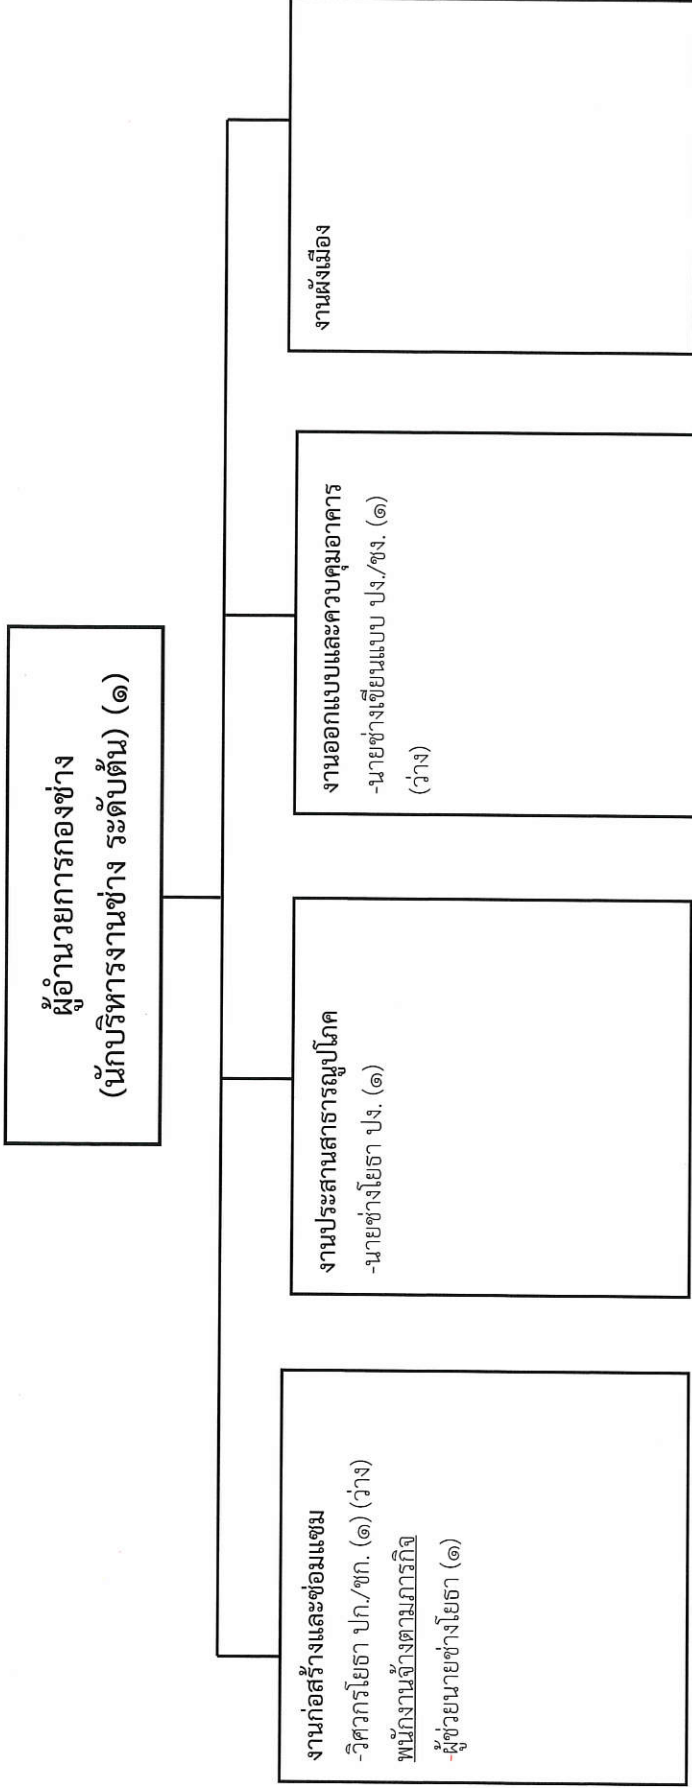 ผู้อำนวยการกองช่าง
(นักบริหารงานช่าง ระดับต้น) (๑)
งานก่อสร้างและซ่อมแซม
-วิศวกรโยธา ปก./ชก. (๑) (ว่าง)
พนักงานจ้างตามภารกิจ
-ผู้ช่วยนายช่างโยธา (๑)
งานประสานสาธารณูปโภค
-นายช่างโยธา ปง. (๑)
งานออกแบบและควบคุมอาคาร
-นายช่างเขียนแบบ ปง./ชง. (๑)
(ว่าง)
งานผังเมือง